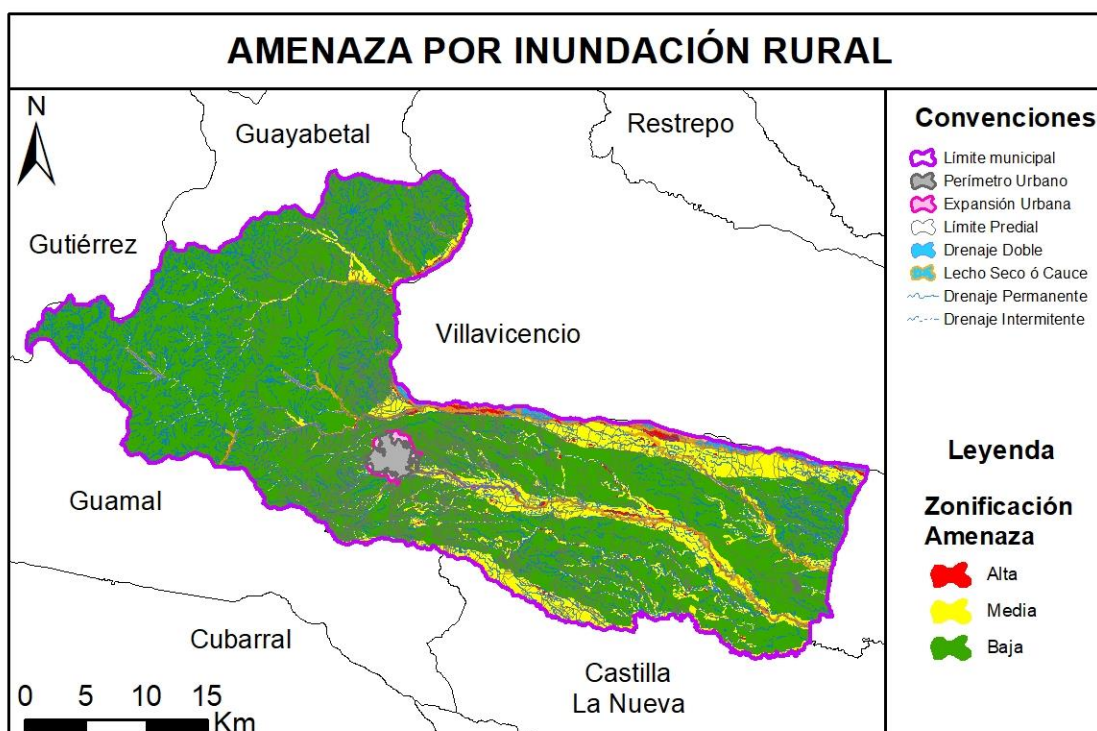 AMENAZA POR INUNDACIÓN RURAL
N
Guayabetal
Restrepo
Gutiérrez
Villavicencio
Guamal
Cubarral
Castilla
La Nueva
0 5 10 15
Km
Convenciones
Límite municipal
Perímetro Urbano
Expansión Urbana
Límite Predial
Drenaje Doble
Lecho Seco ó Cauce
Drenaje Permanente
Drenaje Intermitente
Leyenda
Zonificación
Amenaza
Alta
Media
Baja